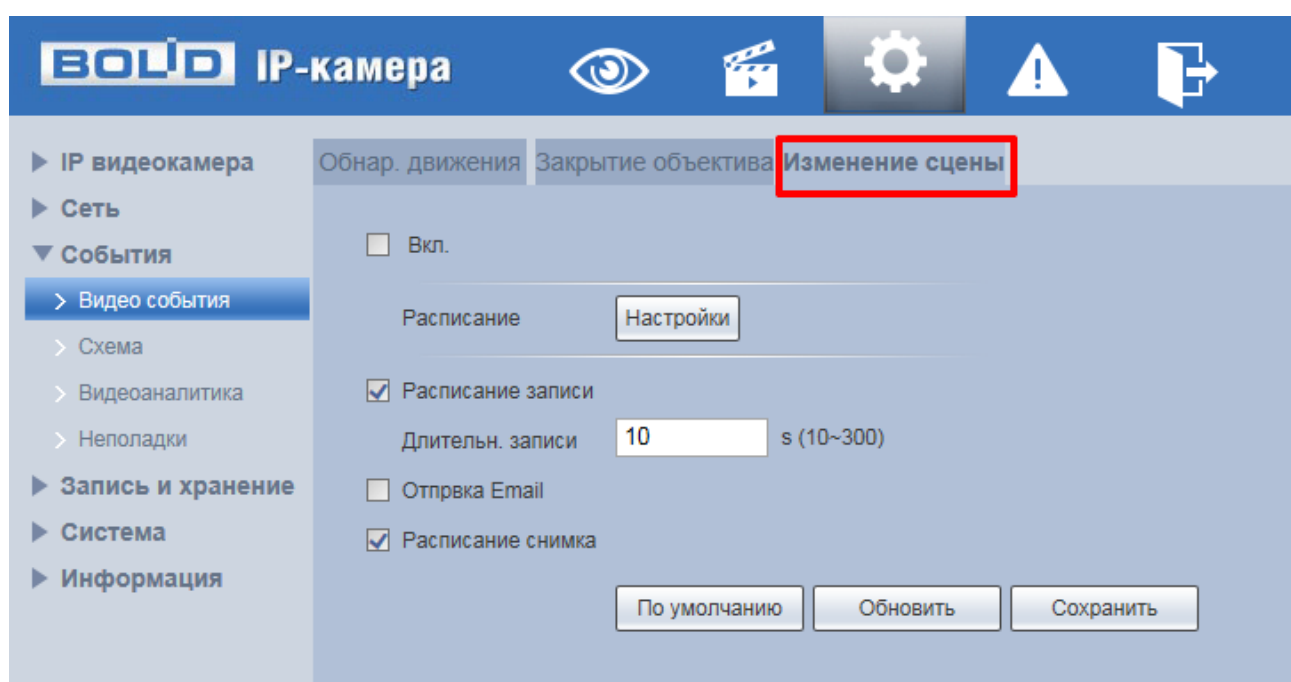 BOLID IP-камера
IP видеокамера
Сеть
События
Видео события
Схема
Видеоаналитика
Неполадки
Запись и хранение
Система
Информация
Обнар. движения Закрытие объектива Изменение сцены
Вкл.
Расписание Настройки
Расписание записи
Длительн. записи 10 s (10~300)
Отпрвка Email
Расписание снимка
По умолчанию Обновить Сохранить